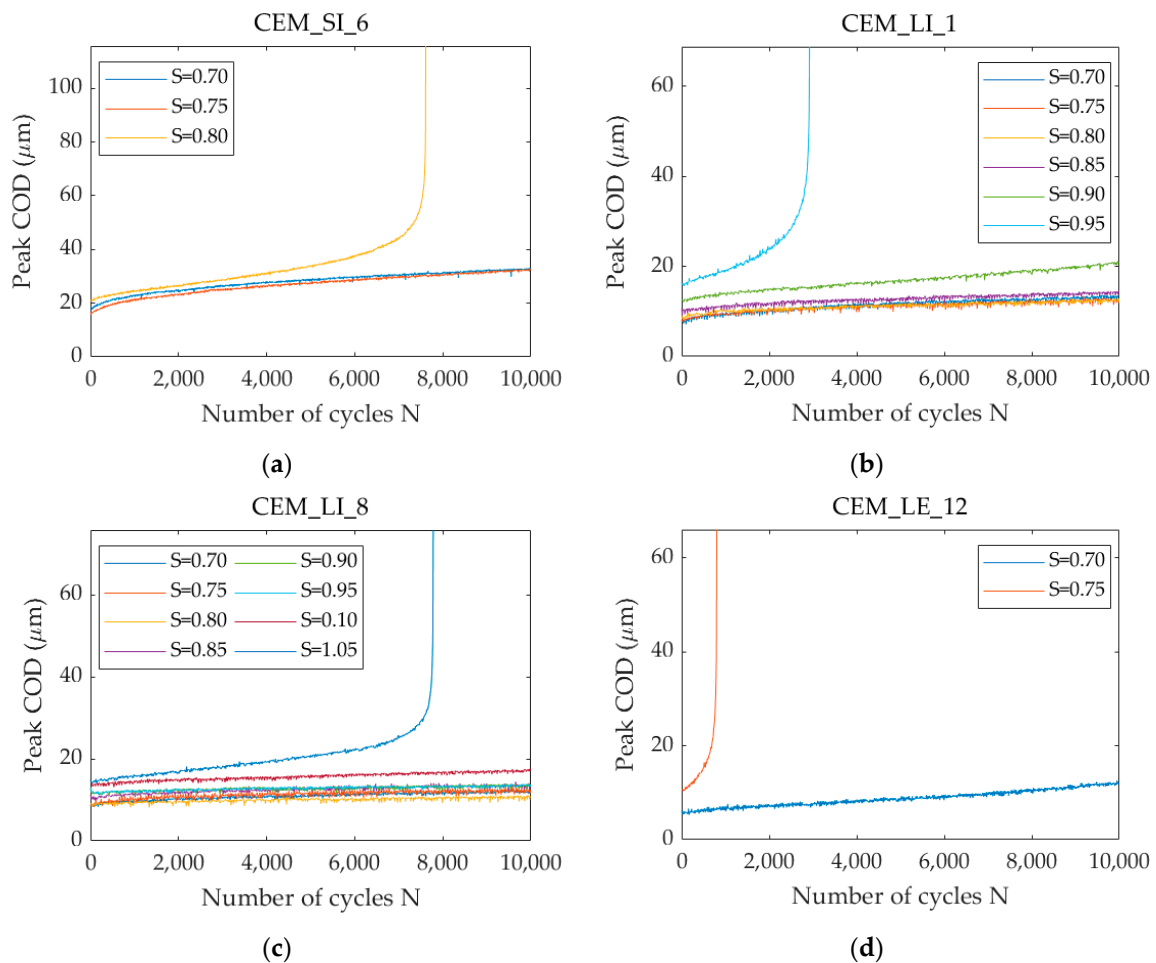 CEM_SI_6
Peak COD (μm)
100
80
60
40
20
0
S=0.70
S=0.75
S=0.80
0 2,000 4,000 6,000 8,000 10,000
Number of cycles N
(a)
CEM_LI_1
Peak COD (μm)
60
40
20
0
S=0.70
S=0.75
S=0.80
S=0.85
S=0.90
S=0.95
0 2,000 4,000 6,000 8,000 10,000
Number of cycles N
(b)
CEM_LI_8
Peak COD (μm)
60
40
20
0
S=0.70 S=0.90
S=0.75 S=0.95
S=0.80 S=0.10
S=0.85 S=1.05
0 2,000 4,000 6,000 8,000 10,000
Number of cycles N
(c)
CEM_LE_12
Peak COD (μm)
60
40
20
0
S=0.70
S=0.75
0 2,000 4,000 6,000 8,000 10,000
Number of cycles N
(d)